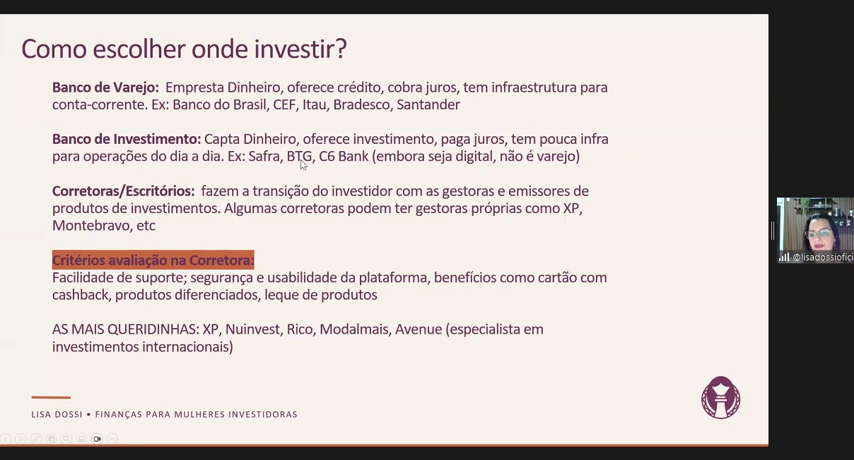 Como escolher onde investir?
Banco de Varejo: Empresta Dinheiro, oferece crédito, cobra juros, tem infraestrutura para
conta-corrente. Ex: Banco do Brasil, CEF, Itau, Bradesco, Santander
Banco de Investimento: Capta Dinheiro, oferece investimento, paga juros, tem pouca infra
para operações do dia a dia. Ex: Safra, BTG, C6 Bank (embora seja digital, não é varejo)
Corretoras/Escritórios: fazem a transição do investidor com as gestoras e emissores de
produtos de investimentos. Algumas corretoras podem ter gestoras próprias como XP,
Montebravo, etc
Critérios avaliação na Corretora:
Facilidade de suporte; segurança e usabilidade da plataforma, benefícios como cartão com
cashback, produtos diferenciados, leque de produtos
AS MAIS QUERIDINHAS: XP, Nuinvest, Rico, Modalmais, Avenue (especialista em
investimentos internacionais)
LISA DOSSI • FINANÇAS PARA MULHERES INVESTIDORAS
@lisadossiofici